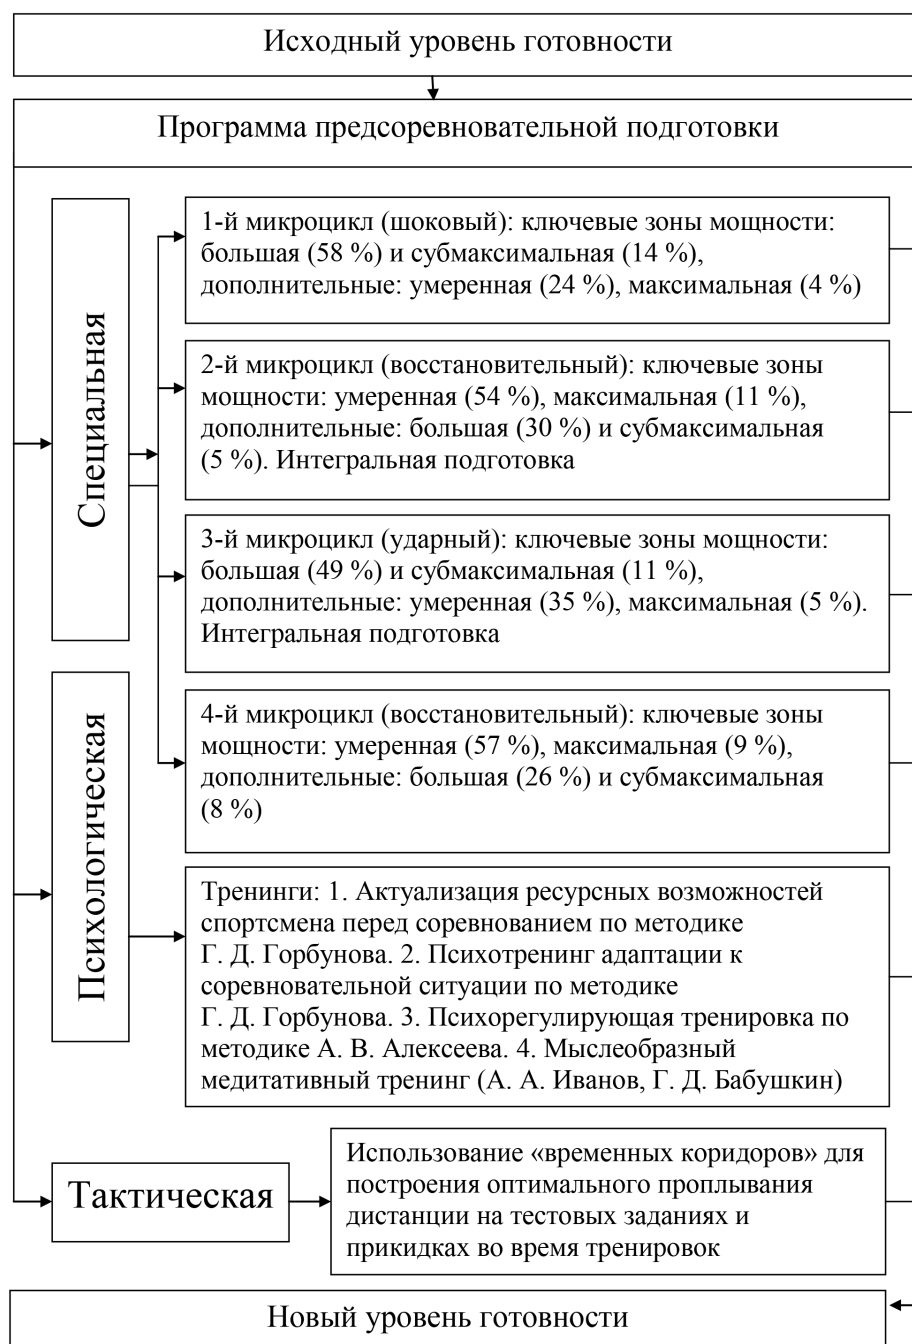 Исходный уровень готовности
Программа предсоревновательной подготовки
Специальная
1-й микроцикл (шоковый): ключевые зоны мощности:
большая (58 %) и субмаксимальная (14 %),
дополнительные: умеренная (24 %), максимальная (4 %)
2-й микроцикл (восстановительный): ключевые зоны
мощности: умеренная (54 %), максимальная (11 %),
дополнительные: большая (30 %) и субмаксимальная
(5 %). Интегральная подготовка
3-й микроцикл (ударный): ключевые зоны мощности:
большая (49 %) и субмаксимальная (11 %),
дополнительные: умеренная (35 %), максимальная (5 %).
Интегральная подготовка
4-й микроцикл (восстановительный): ключевые зоны
мощности: умеренная (57 %), максимальная (9 %),
дополнительные: большая (26 %) и субмаксимальная
(8 %)
Психологическая
Тренинги: 1. Актуализация ресурсных возможностей
спортсмена перед соревнованием по методике
Г. Д. Горбунова. 2. Психотренинг адаптации к
соревновательной ситуации по методике
Г. Д. Горбунова. 3. Психорегулирующая тренировка по
методике А. В. Алексеева. 4. Мыслеобразный
медитативный тренинг (А. А. Иванов, Г. Д. Бабушкин)
Тактическая
Использование «временных коридоров» для
построения оптимального проплывания
дистанции на тестовых заданиях и
прикидках во время тренировок
Новый уровень готовности